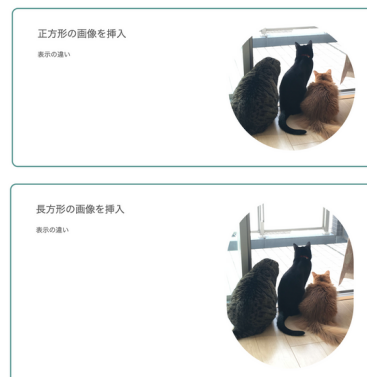 正方形の画像を挿入
表示の違い
長方形の画像を挿入
表示の違い